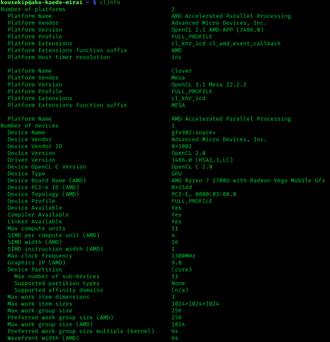 kousekip@ako-kaede-mirai ~ $ clinfo
Number of platforms 2
Platform Name AMD Accelerated Parallel Processing
Platform Vendor Advanced Micro Devices, Inc.
Platform Version OpenCL 2.1 AMD-APP (3486.0)
Platform Profile FULL_PROFILE
Platform Extensions cl_khr_icd cl_amd_event_callback
Platform Extensions function suffix AMD
Platform Host timer resolution 1ns
Platform Name Clover
Platform Vendor Mesa
Platform Version OpenCL 1.1 Mesa 22.2.2
Platform Profile FULL_PROFILE
Platform Extensions cl_khr_icd
Platform Extensions function suffix MESA
Platform Name AMD Accelerated Parallel Processing
Number of devices 1
Device Name gfx902:xnack+
Device Vendor Advanced Micro Devices, Inc.
Device Vendor ID 0x1002
Device Version OpenCL 2.0
Driver Version 3486.0 (HSA1.1,LC)
Device OpenCL C Version OpenCL C 2.0
Device Type GPU
Device Board Name (AMD) AMD Ryzen 7 2700U with Radeon Vega Mobile Gfx
Device PCI-e ID (AMD) 0x15dd
Device Topology (AMD) PCI-E, 0000:03:00.0
Device Profile FULL_PROFILE
Device Available Yes
Compiler Available Yes
Linker Available Yes
Max compute units 11
SIMD per compute unit (AMD) 4
SIMD width (AMD) 16
SIMD instruction width (AMD) 1
Max clock frequency 1300MHz
Graphics IP (AMD) 9.0
Device Partition (core)
Max number of sub-devices 11
Supported partition types None
Supported affinity domains (n/a)
Max work item dimensions 3
Max work item sizes 1024x1024x1024
Max work group size 256
Preferred work group size (AMD) 256
Max work group size (AMD) 1024
Preferred work group size multiple (kernel) 64
Wavefront width (AMD) 64